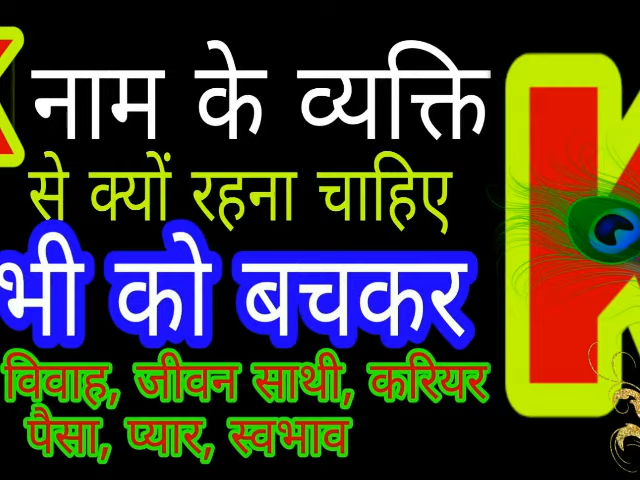 K नाम के व्यक्ति K
से क्यों रहना चाहिए
भी को बचकर
विवाह, जीवन साथी, करियर
पैसा, प्यार, स्वभाव